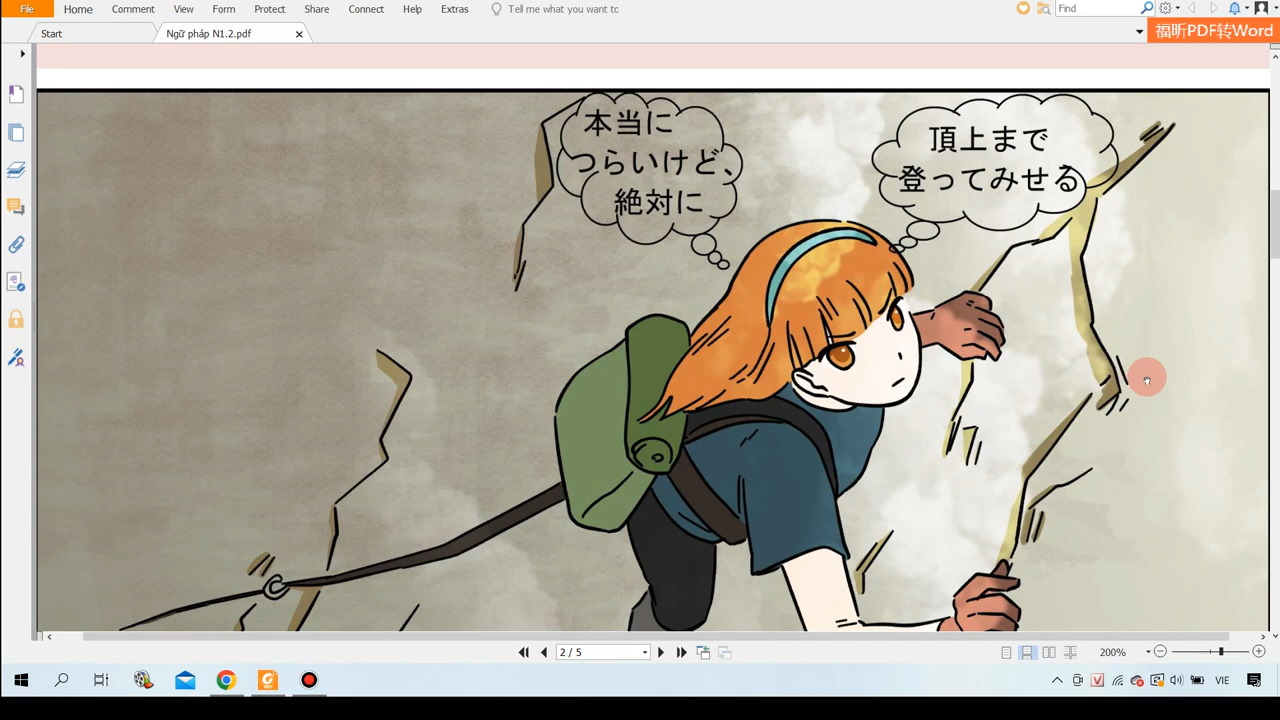 File Home Comment View Form Protect Share Connect Help Extras Tell me what you want tc Find
Start Ngữ pháp N1.2.pdf 福昕PDF转Word
本当に
つらいけど、
絶対に
頂上まで
登ってみせる
2 / 5 200%
VIE